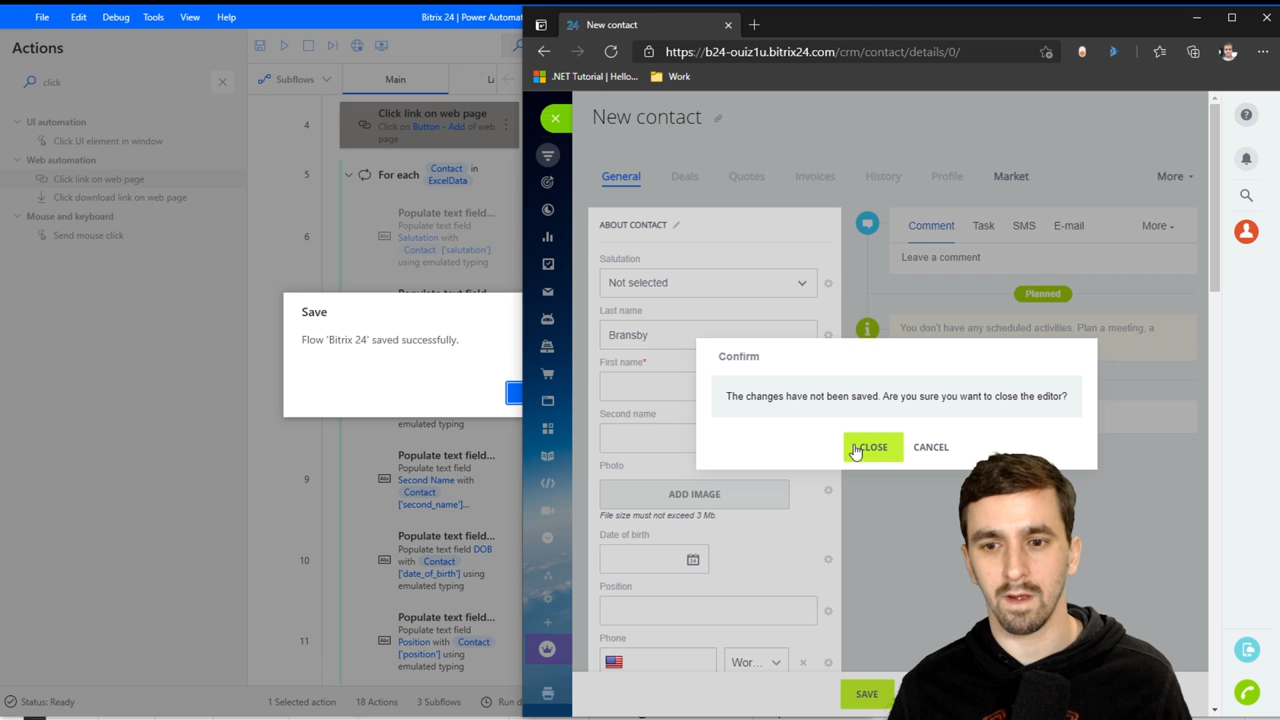 File Edit Debug Tools View Help
Bitrix 24 | Power Automat
Actions
click
UI automation
Click UI element in window
Web automation
Click link on web page
Click download link on web page
Mouse and keyboard
Send mouse click
Subflows
Main
4
Click link on web page
Click on Button - Add of web
page
5
For each Contact in
ExcelData
6
Populate text field...
Populate text field
Salutation with
Contact ['salutation']
using emulated typing
Save
Flow 'Bitrix 24' saved successfully.
emulated typing
9
Populate text field...
Populate text field
Second Name with
Contact
['second_name']...
10
Populate text field...
Populate text field DOB
with Contact
['date_of_birth'] using
emulated typing
11
Populate text field...
Populate text field
Position with Contact
['position'] using
emulated typing
Status: Ready
1 Selected action
18 Actions
3 Subflows
Run d
24 New contact
https://b24-ouiz1u.bitrix24.com/crm/contact/details/0/
.NET Tutorial | Hello...
Work
New contact
General Deals Quotes Invoices History Profile Market More
ABOUT CONTACT
Salutation
Not selected
Last name
Bransby
First name*
Second name
Photo
ADD IMAGE
File size must not exceed 3 Mb.
Date of birth
Position
Phone
Wor...
SAVE
Comment Task SMS E-mail More
Leave a comment
Planned
You don't have any scheduled activities. Plan a meeting, a
Confirm
The changes have not been saved. Are you sure you want to close the editor?
CLOSE
CANCEL